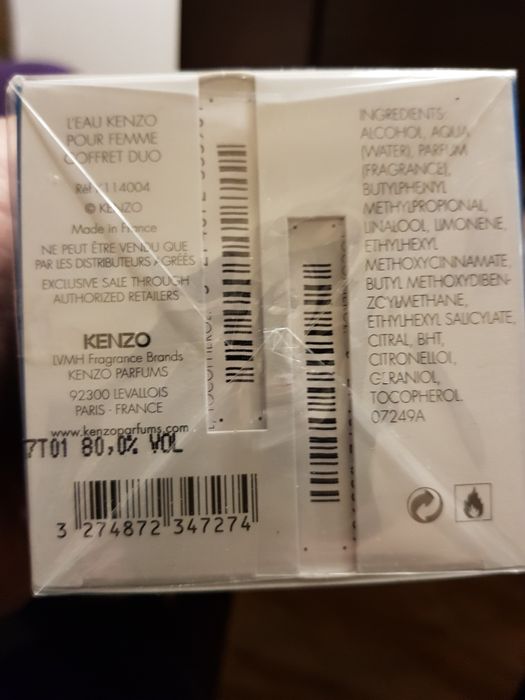 L'EAU KENZO
POUR FEMME
COFFRET DUO
Réf. 114004
© KENZO
Made in France
NE PEUT ÊTRE VENDU QUE
PAR LES DISTRIBUTEURS AGRÉÉS
EXCLUSIVE SALE THROUGH
AUTHORIZED RETAILERS
KENZO
LVMH Fragrance Brands
KENZO PARFUMS
92300 LEVALLOIS
PARIS - FRANCE
www.kenzoparfums.com
7T01 80,0% VOL
3 274872 347274
INGREDIENTS:
ALCOHOL, AQUA
(WATER), PARFUM
(FRAGRANCE),
BUTYLPHENYL
METHYLPROPIONAL,
LINALOOL, LIMONENE,
ETHYLHEXYL
METHOXYCINNAMATE,
BUTYL METHOXYDIBEN-
ZOYLMETHANE,
ETHYLHEXYL SALICYLATE,
CITRAL, BHT,
CITRONELLOL,
GERANIOL,
TOCOPHEROL.
07249A